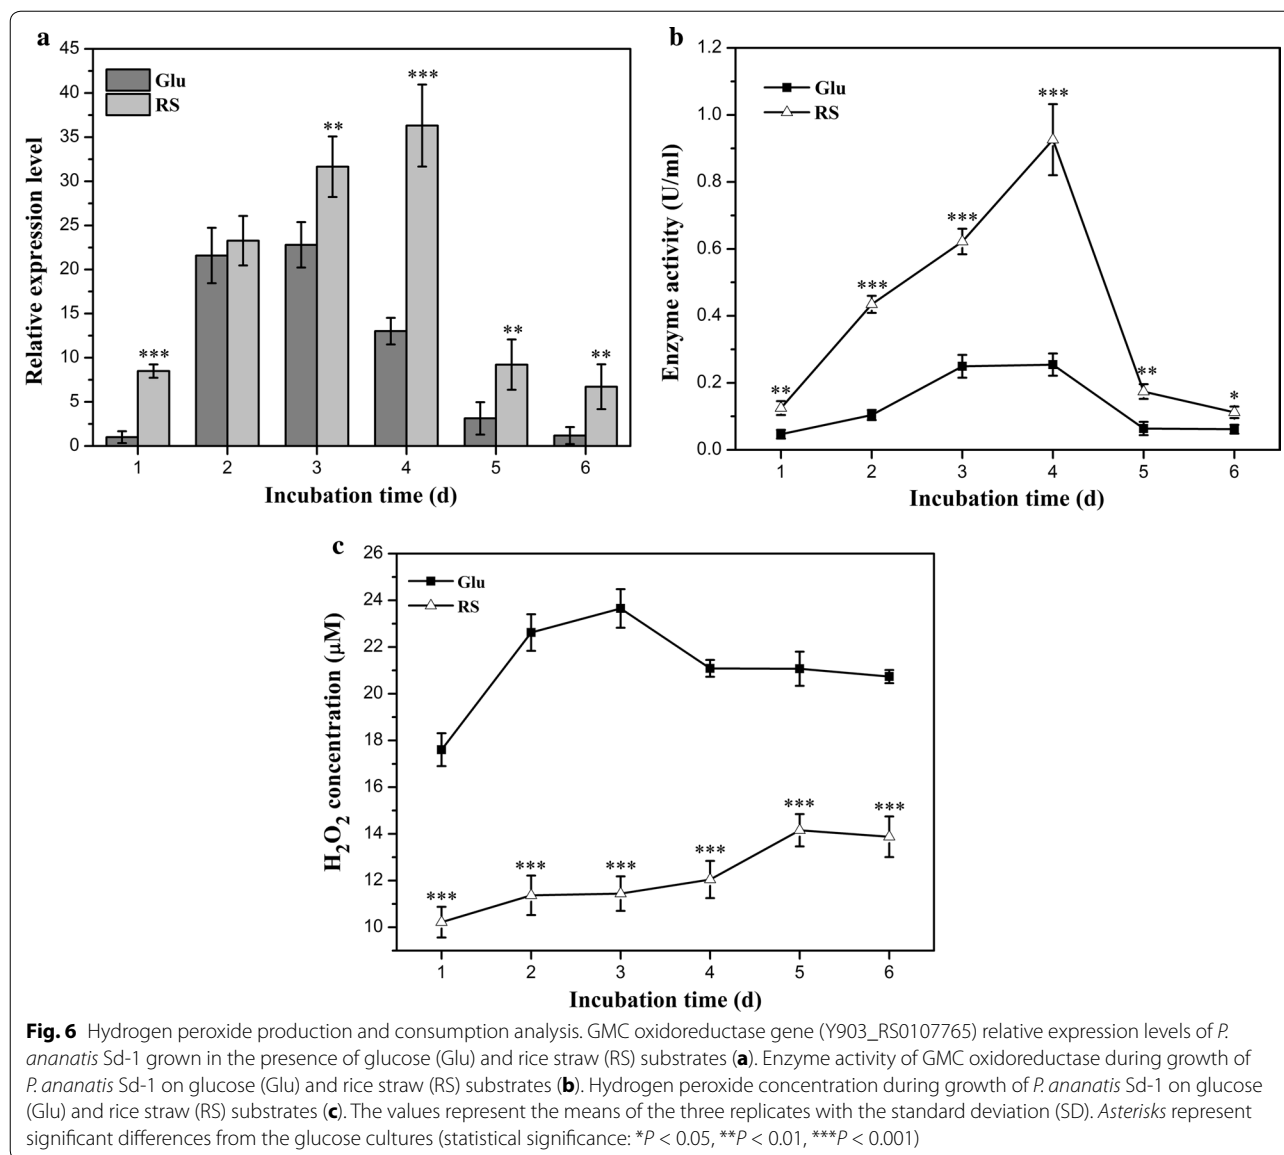 a
45
40
35
30
25
20
15
10
5
0
Relative expression level
Glu
RS
***
**
***
**
**
1 2 3 4 5 6
Incubation time (d)
b
1.2
1.0
0.8
0.6
0.4
0.2
0.0
Enzyme activity (U/ml)
Glu
RS
**
***
***
***
**
*
1 2 3 4 5 6
Incubation time (d)
c
26
24
22
20
18
16
14
12
10
H₂O₂ concentration (μM)
Glu
RS
***
***
***
***
***
***
1 2 3 4 5 6
Incubation time (d)
Fig. 6 Hydrogen peroxide production and consumption analysis. GMC oxidoreductase gene (Y903_RS0107765) relative expression levels of P.
ananatis Sd-1 grown in the presence of glucose (Glu) and rice straw (RS) substrates (a). Enzyme activity of GMC oxidoreductase during growth of
P. ananatis Sd-1 on glucose (Glu) and rice straw (RS) substrates (b). Hydrogen peroxide concentration during growth of P. ananatis Sd-1 on glucose
(Glu) and rice straw (RS) substrates (c). The values represent the means of the three replicates with the standard deviation (SD). Asterisks represent
significant differences from the glucose cultures (statistical significance: *P < 0.05, **P < 0.01, ***P < 0.001)